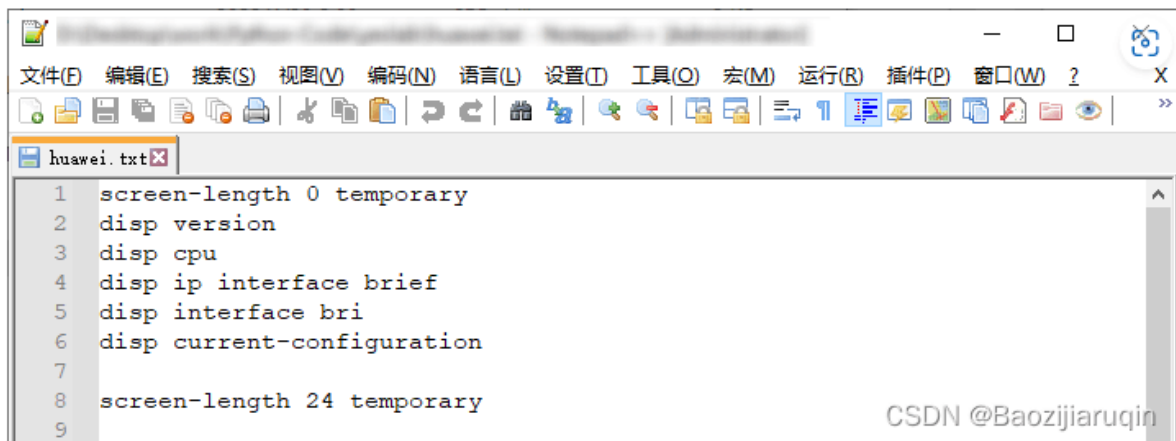 文件(F) 编辑(E) 搜索(S) 视图(V) 编码(N) 语言(L) 设置(T) 工具(O) 宏(M) 运行(R) 插件(P) 窗口(W) ? X
huawei.txt
1 screen-length 0 temporary
2 disp version
3 disp cpu
4 disp ip interface brief
5 disp interface bri
6 disp current-configuration
7
8 screen-length 24 temporary
9
CSDN @Baozijiaruqin